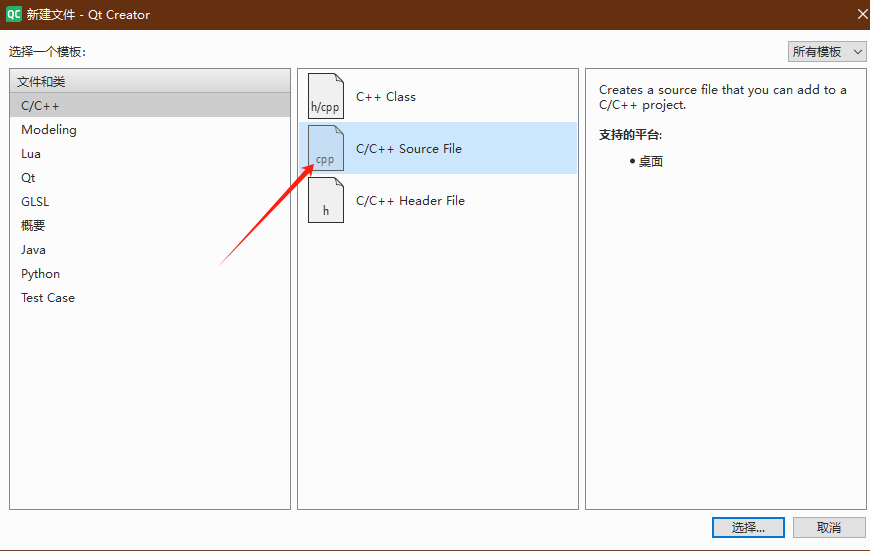 QC 新建文件 - Qt Creator
选择一个模板:
所有模板
文件和类
C/C++
Modeling
Lua
Qt
GLSL
概要
Java
Python
Test Case
h/cpp
C++ Class
cpp
C/C++ Source File
h
C/C++ Header File
Creates a source file that you can add to a
C/C++ project.
支持的平台:
桌面
选择...
取消